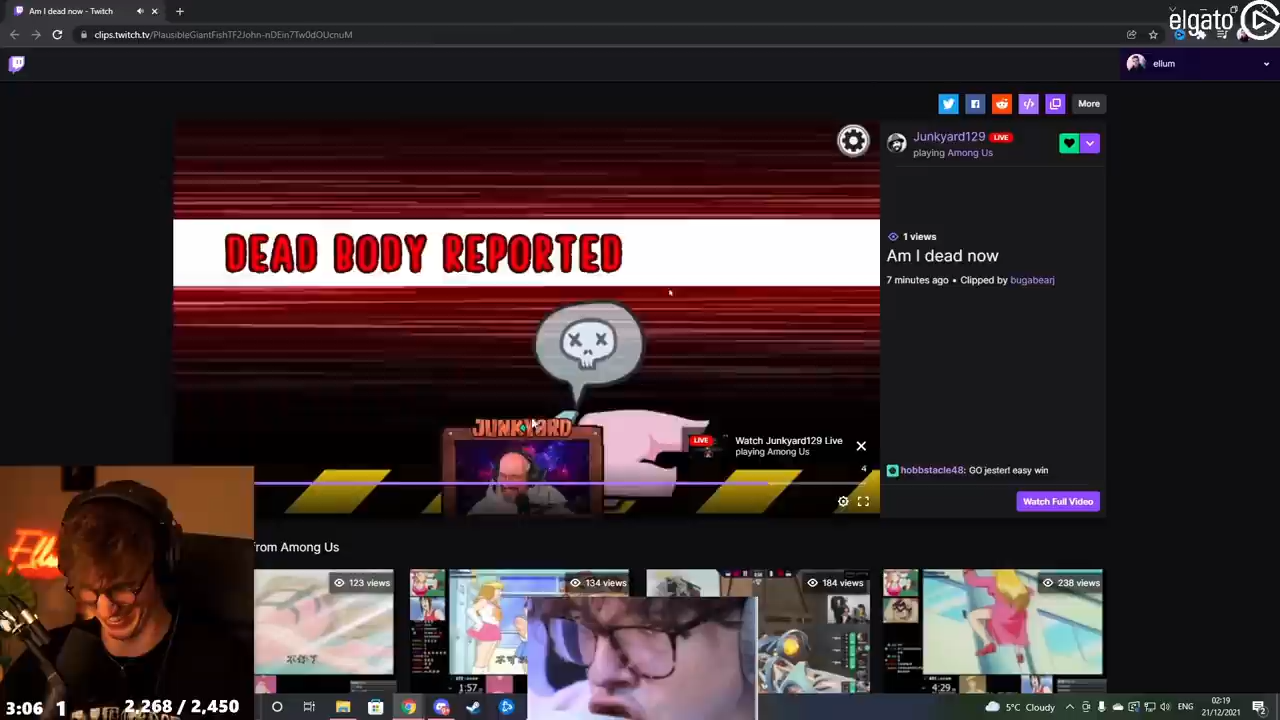 Am I dead now - Twitch
elgato
clips.twitch.tv/PlausibleGiantFishTF2John-nDEin7Tw0dOUcnuM
ellum
More
Junkyard129 LIVE
playing Among Us
DEAD BODY REPORTED
1 views
Am I dead now
7 minutes ago • Clipped by bugabearj
JUNKYARD
LIVE
Watch Junkyard129 Live
playing Among Us
4
hobbstacle48: GO jester! easy win
Watch Full Video
from Among Us
123 views
134 views
184 views
238 views
1:57
4:29
3:06 1 2,268 / 2,450
5°C Cloudy
ENG
02:19
21/12/2021